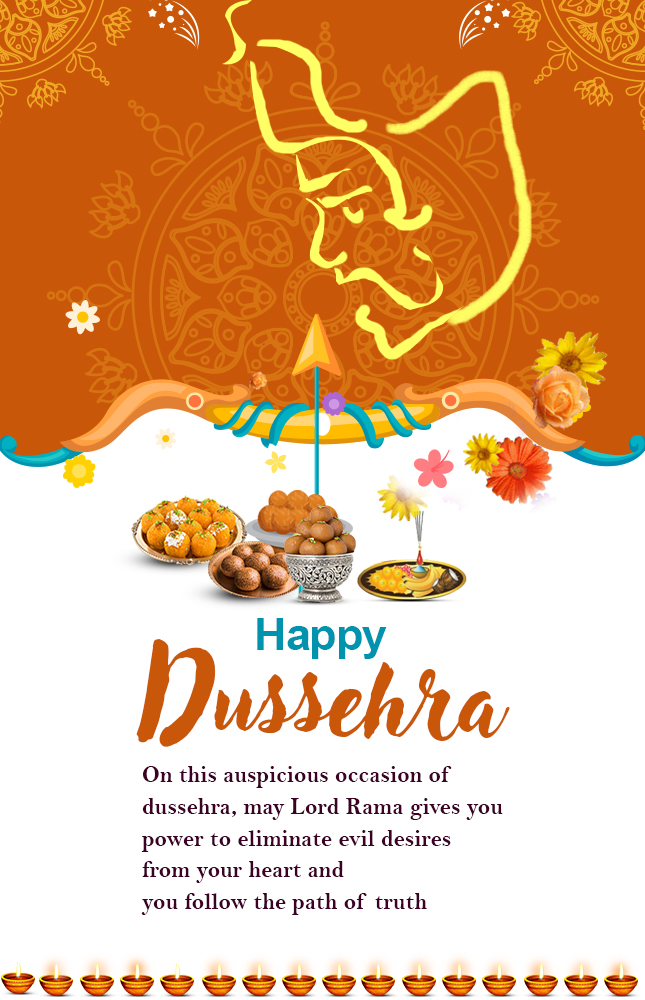 Happy
Dussehra
On this auspicious occasion of
dussehra, may Lord Rama gives you
power to eliminate evil desires
from your heart and
you follow the path of truth